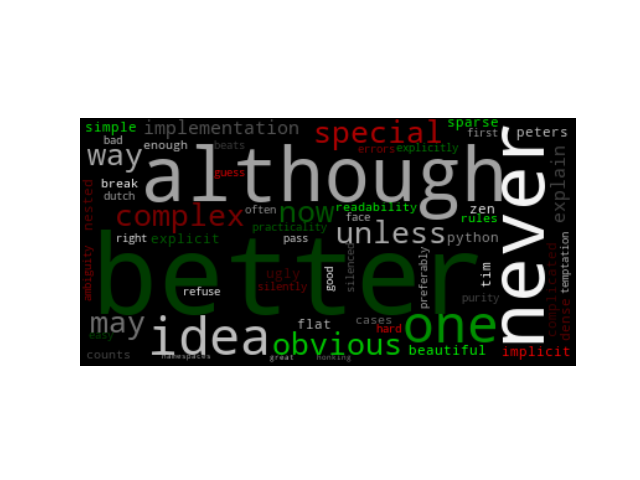 simple implementation special sparse
bad enough beats errors explicitly first peters
way although never
guess explain
nested break
dutch
complex often now readability face zen rules
practicality unless python
right explicit pass
ambiguity better ugly silently good silenced preferably tim purity temptation complicated dense
refuse
may idea flat cases hard one
easy obvious beautiful implicit
counts namespaces great honking